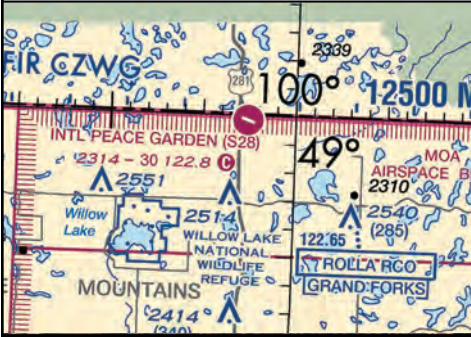 2339
FIR CZWG
281
100°
12500 M
INTL PEACE GARDEN (S28)
2314 – 30 122.8 C
49°
MOA
AIRSPACE B
2310
2551
Willow
Lake
2514
2540
(285)
WILLOW LAKE
NATIONAL
WILDLIFE
REFUGE
122.65
ROLLA RCO
GRAND FORKS
MOUNTAINS
2414
(340)